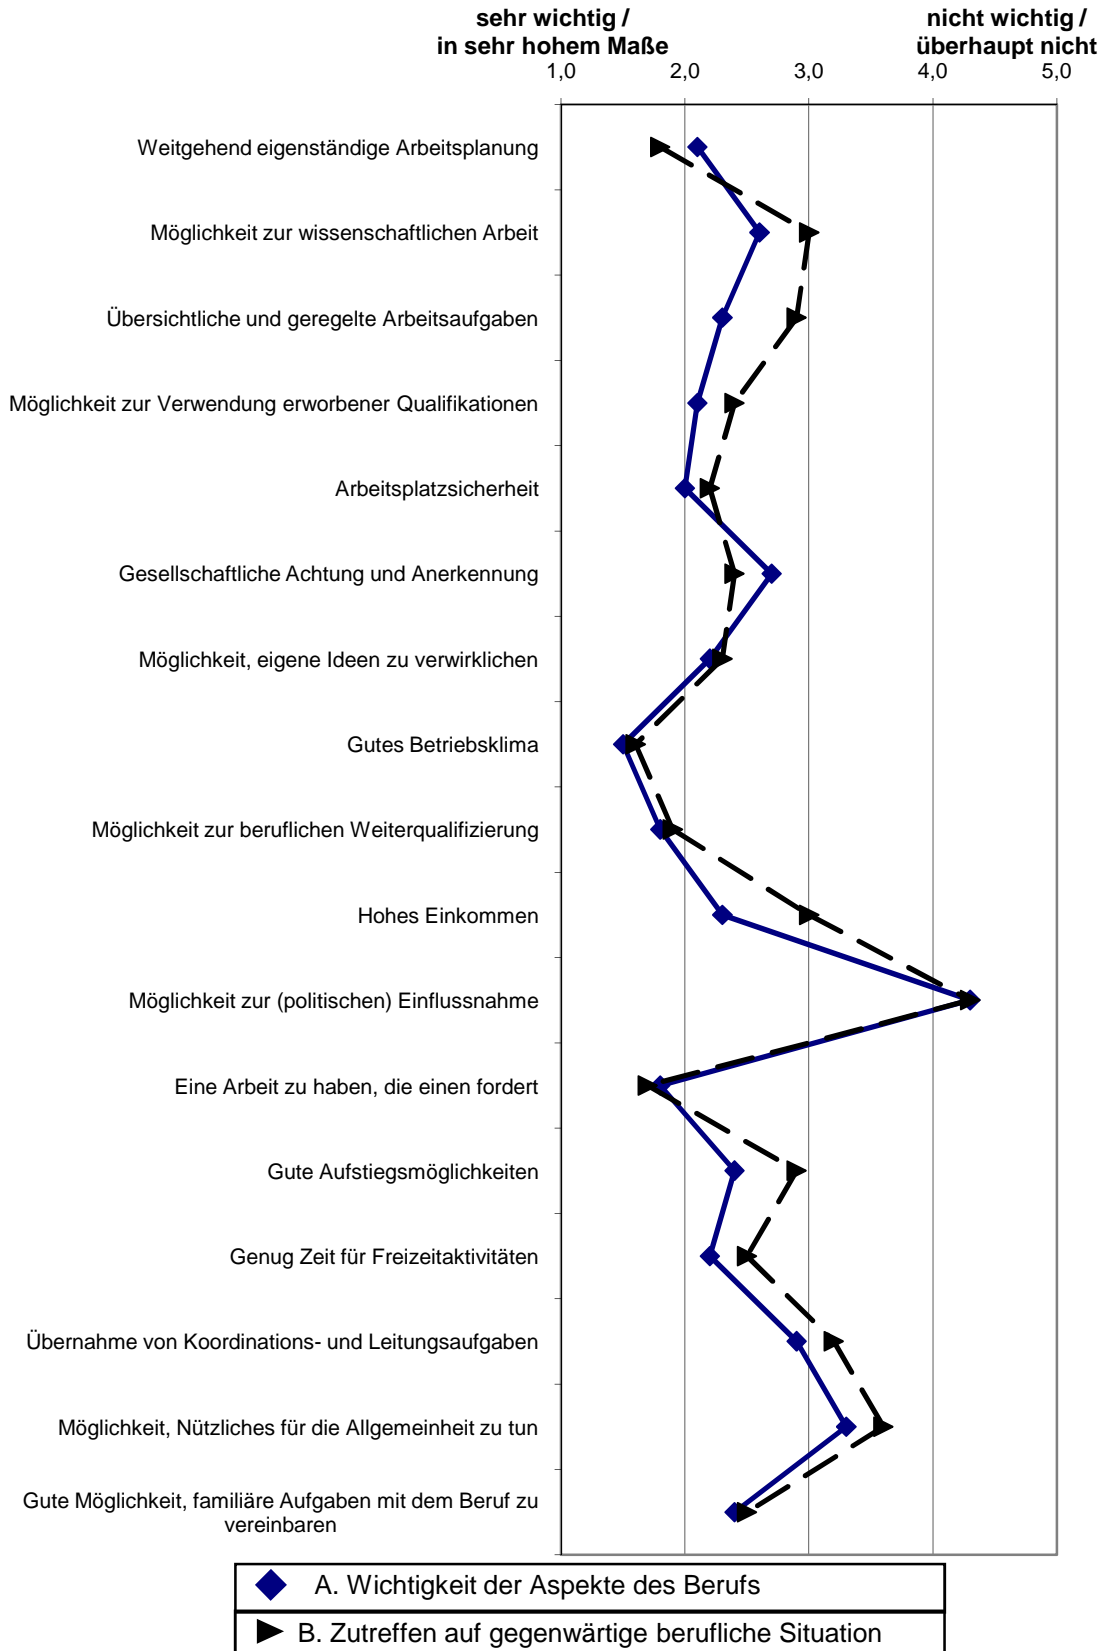 sehr wichtig /
in sehr hohem Maße
nicht wichtig /
überhaupt nicht
1,0 2,0 3,0 4,0 5,0
Weitgehend eigenständige Arbeitsplanung
Möglichkeit zur wissenschaftlichen Arbeit
Übersichtliche und geregelte Arbeitsaufgaben
Möglichkeit zur Verwendung erworbener Qualifikationen
Arbeitsplatzsicherheit
Gesellschaftliche Achtung und Anerkennung
Möglichkeit, eigene Ideen zu verwirklichen
Gutes Betriebsklima
Möglichkeit zur beruflichen Weiterqualifizierung
Hohes Einkommen
Möglichkeit zur (politischen) Einflussnahme
Eine Arbeit zu haben, die einen fordert
Gute Aufstiegsmöglichkeiten
Genug Zeit für Freizeitaktivitäten
Übernahme von Koordinations- und Leitungsaufgaben
Möglichkeit, Nützliches für die Allgemeinheit zu tun
Gute Möglichkeit, familiäre Aufgaben mit dem Beruf zu
vereinbaren
A. Wichtigkeit der Aspekte des Berufs
B. Zutreffen auf gegenwärtige berufliche Situation